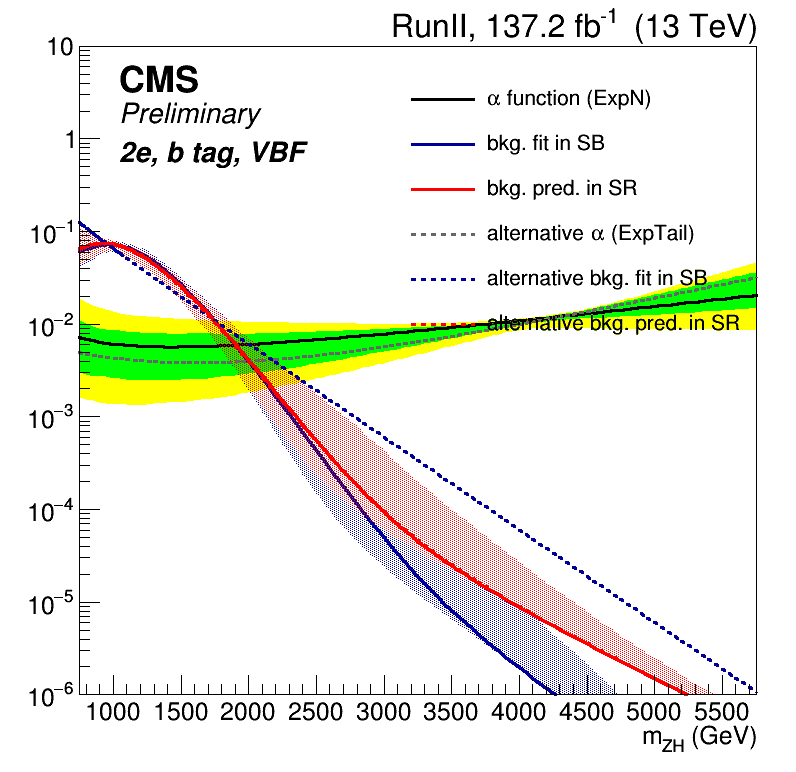 RunII, 137.2 fb⁻¹ (13 TeV)
CMS
Preliminary
2e, b tag, VBF
α function (ExpN)
bkg. fit in SB
bkg. pred. in SR
alternative α (ExpTail)
alternative bkg. fit in SB
alternative bkg. pred. in SR
10
1
10⁻¹
10⁻²
10⁻³
10⁻⁴
10⁻⁵
10⁻⁶
1000 1500 2000 2500 3000 3500 4000 4500 5000 5500
m_ZH (GeV)